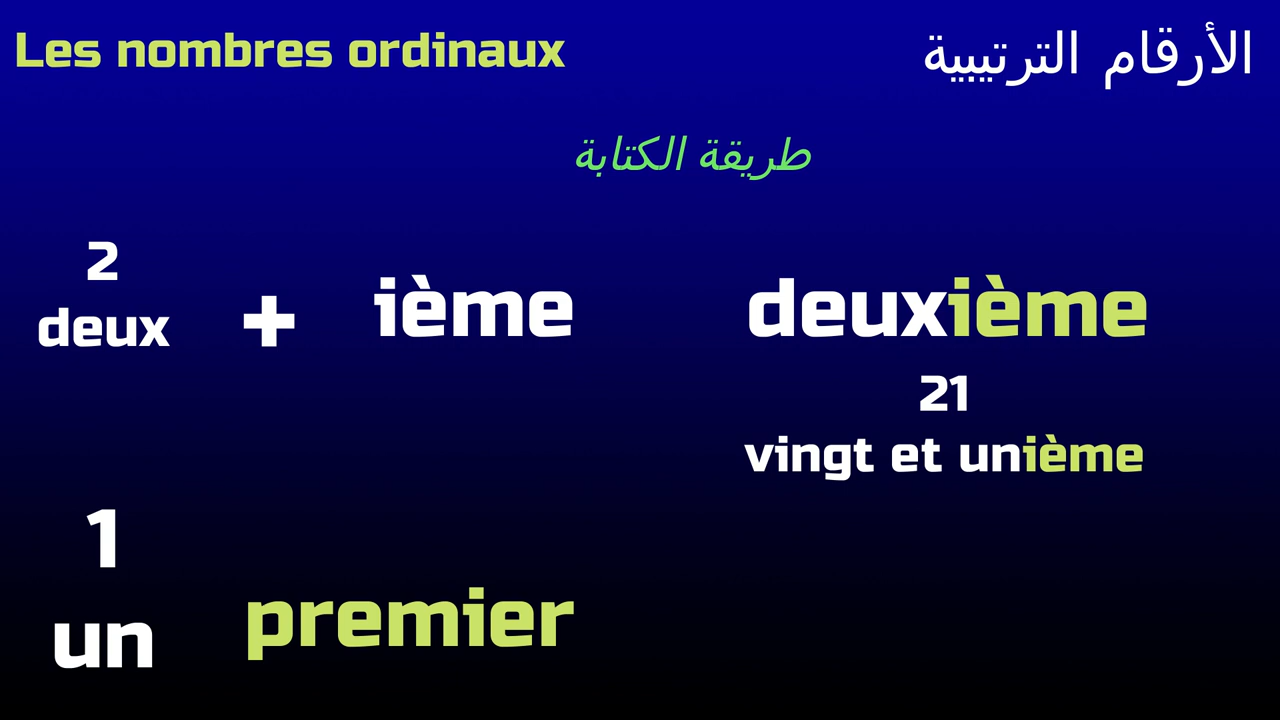 Les nombres ordinaux
الأرقام الترتيبية
طريقة الكتابة
2
deux + ième deuxième
21
vingt et unième
1
un premier